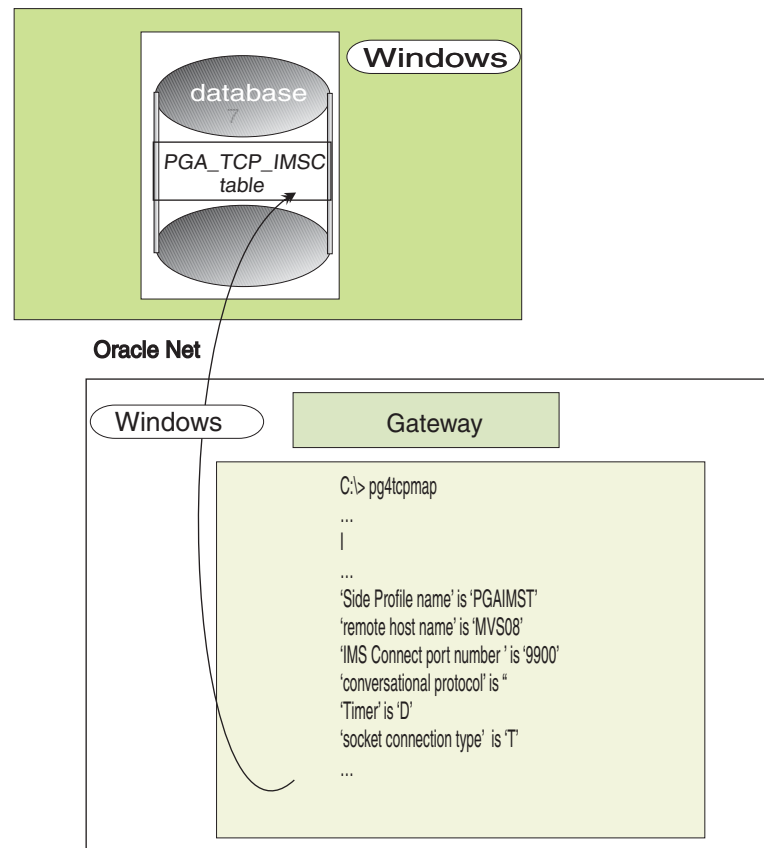 Windows
database
7
PGA_TCP_IMSC
table
Oracle Net
Windows
Gateway
C:\> pg4tcpmap
...
I
...
‘Side Profile name’ is ‘PGAIMST’
‘remote host name’ is ‘MVS08’
‘IMS Connect port number ’ is ‘9900’
‘conversational protocol’ is “
‘Timer’ is ‘D’
‘socket connection type’ is ‘T’
...